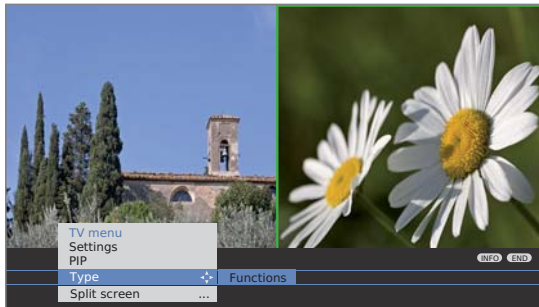 TV menu
Settings
PIP
INFO END
Type Functions
Split screen ...